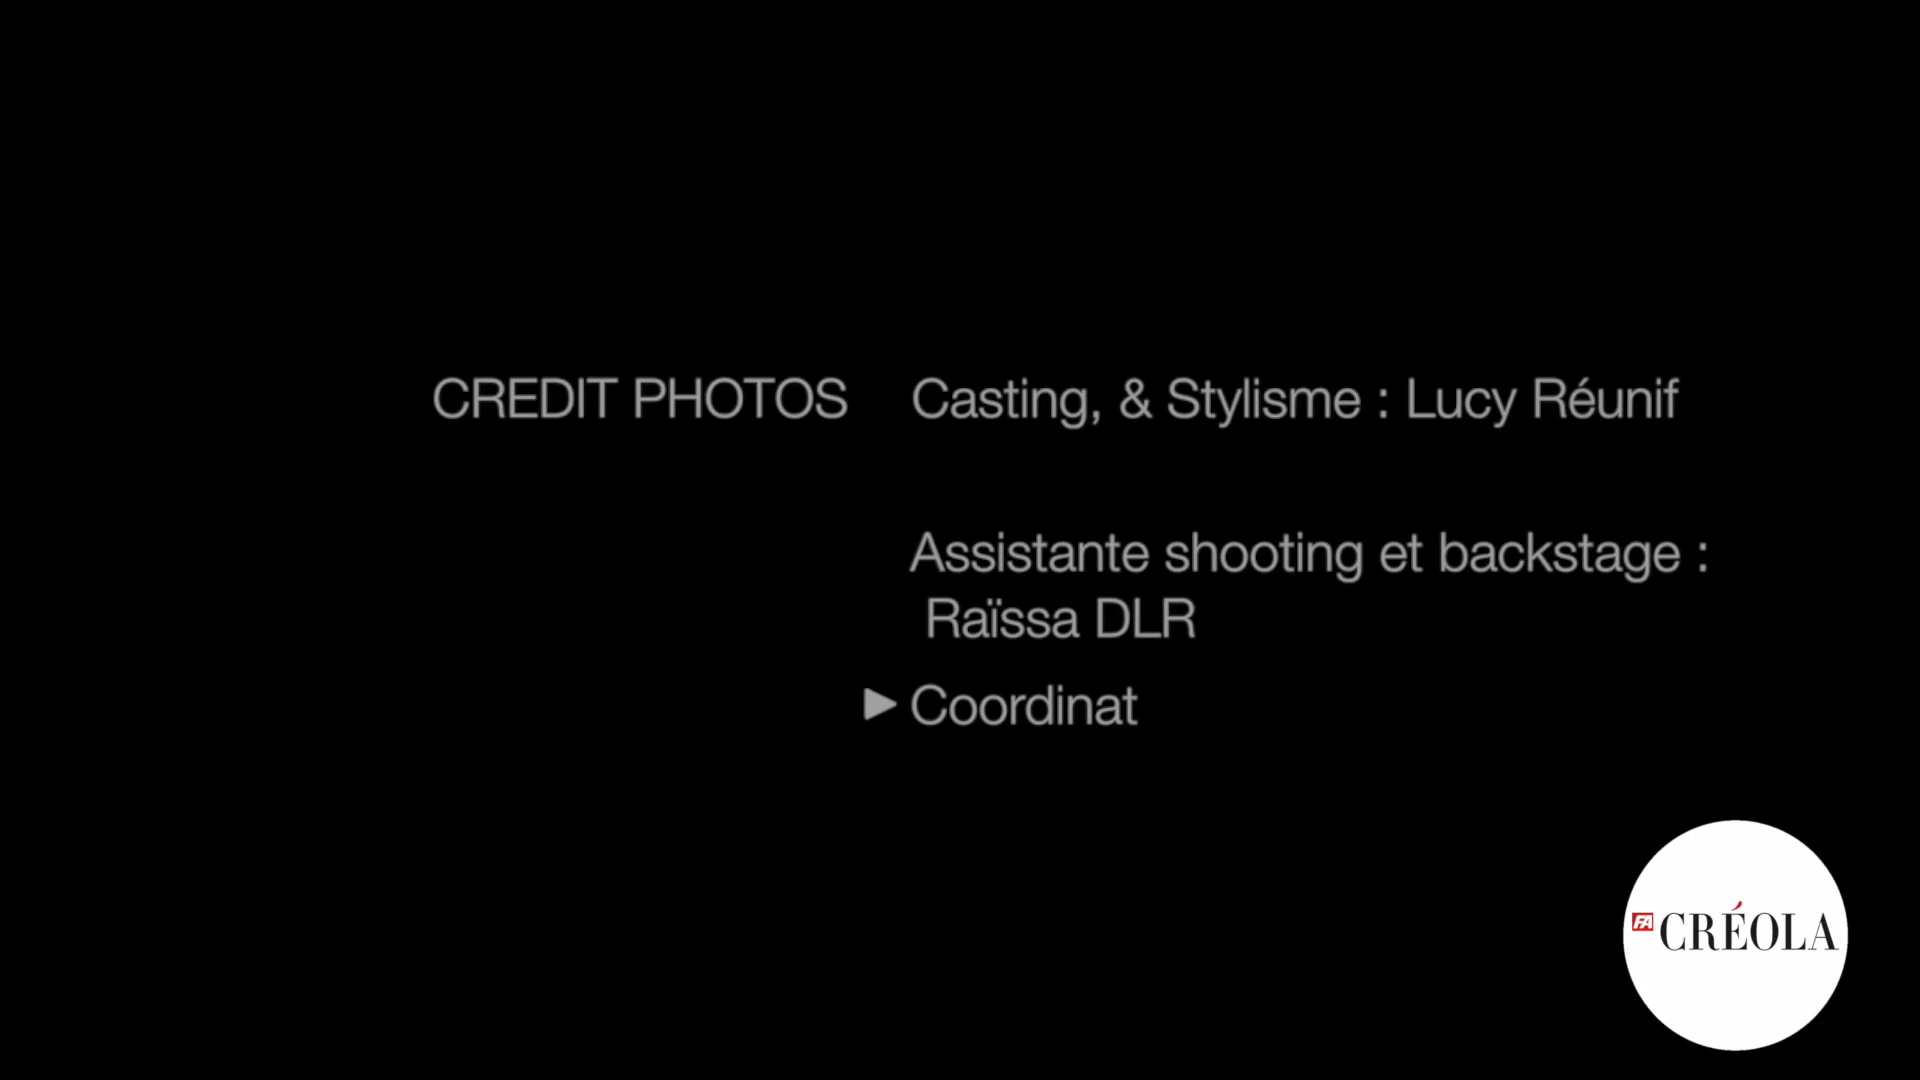 CREDIT PHOTOS Casting, & Stylisme : Lucy Réunif
Assistante shooting et backstage :
Raïssa DLR
Coordinat
FA CRÉOLA